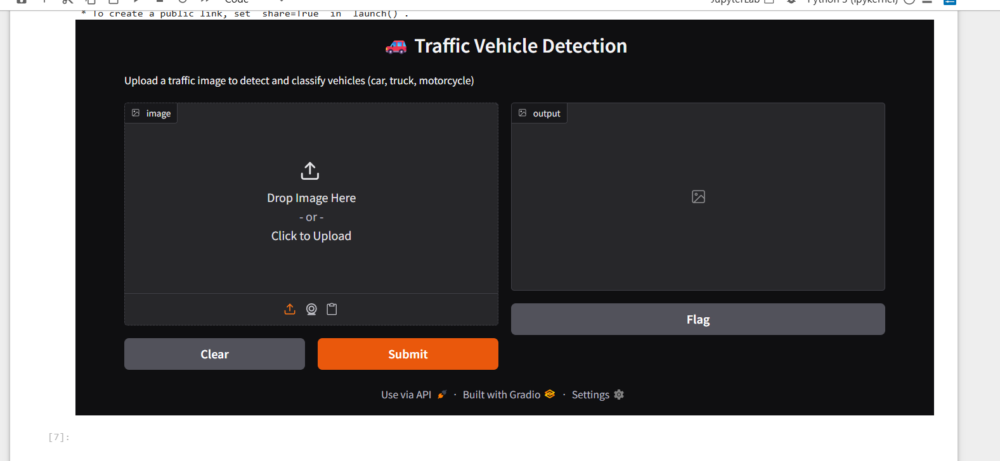 Code
JupyterLab
Python 3 (ipykernel)
* To create a public link, set `share=True` in `launch()`.
Traffic Vehicle Detection
Upload a traffic image to detect and classify vehicles (car, truck, motorcycle)
image
output
Drop Image Here
- or -
Click to Upload
Flag
Clear
Submit
Use via API · Built with Gradio · Settings
[7]: